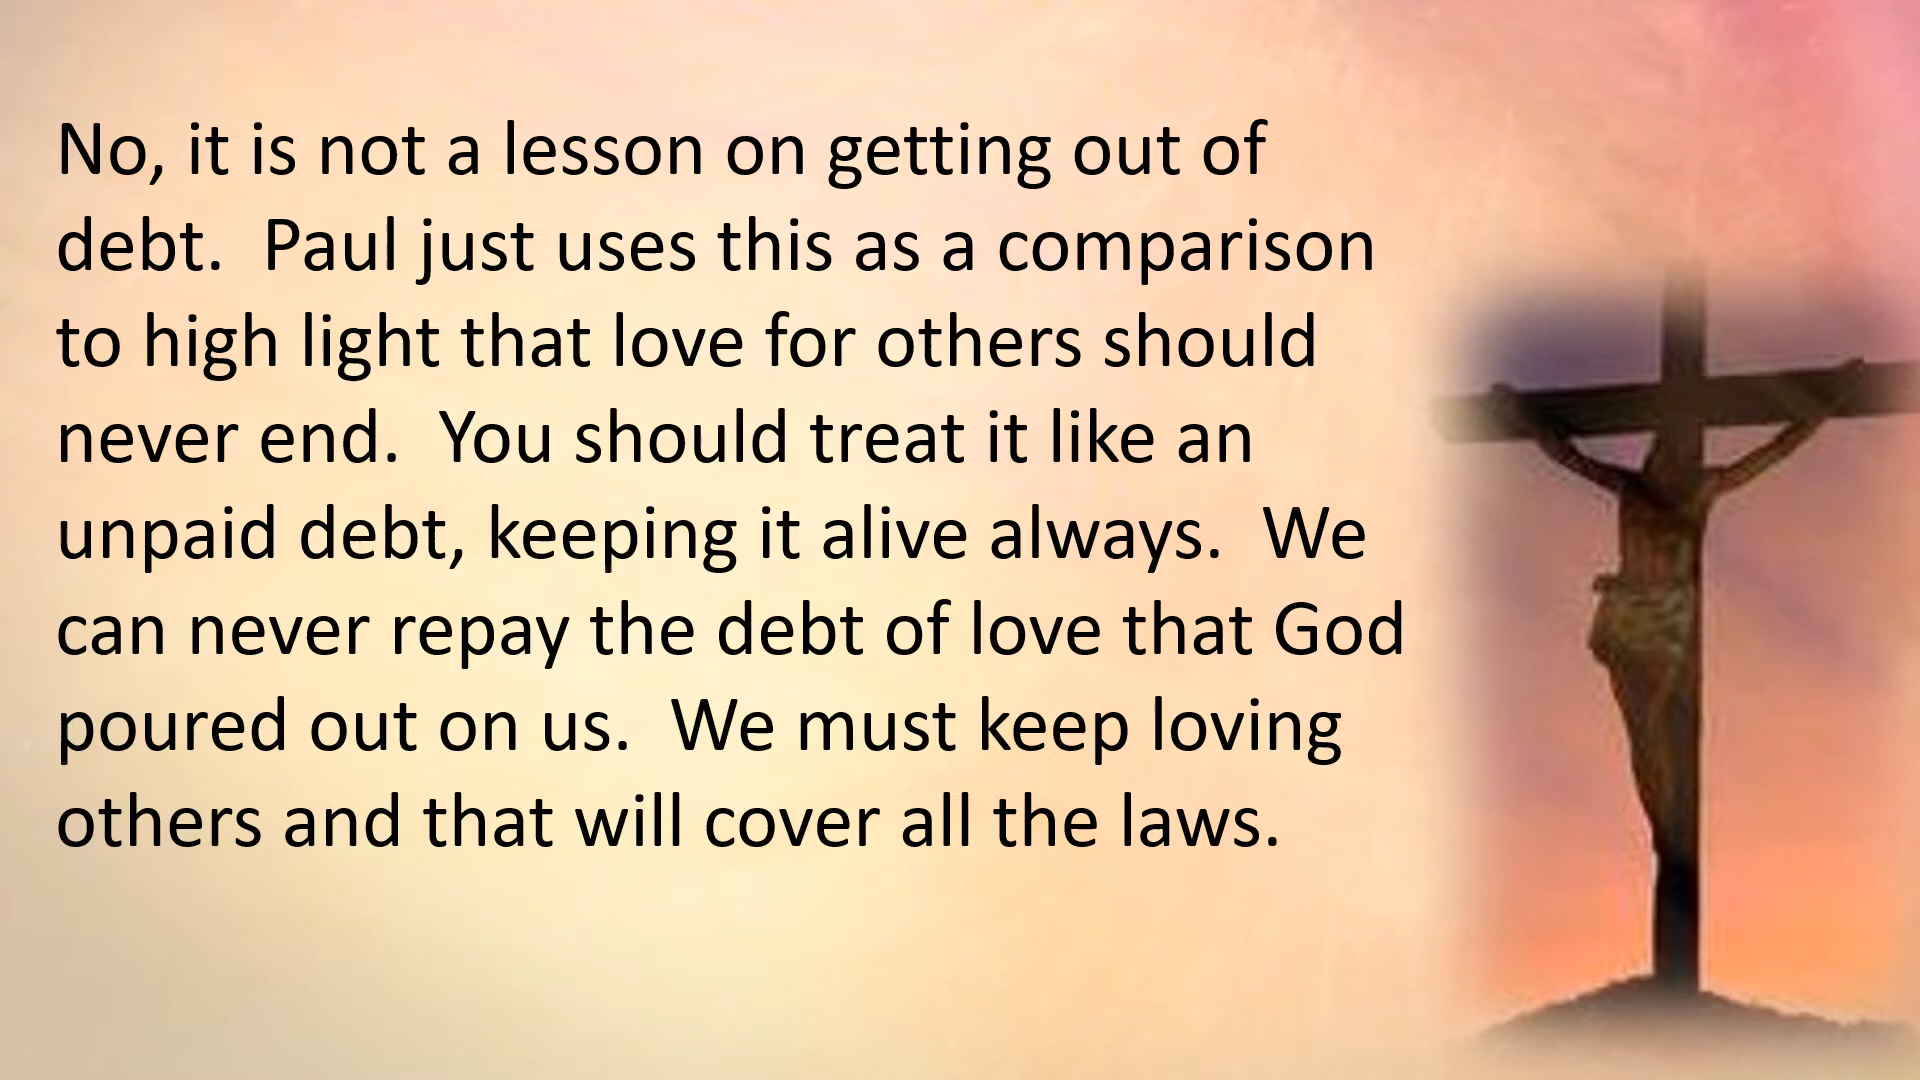 No, it is not a lesson on getting out of
debt.  Paul just uses this as a comparison
to high light that love for others should
never end.  You should treat it like an
unpaid debt, keeping it alive always.  We
can never repay the debt of love that God
poured out on us.  We must keep loving
others and that will cover all the laws.